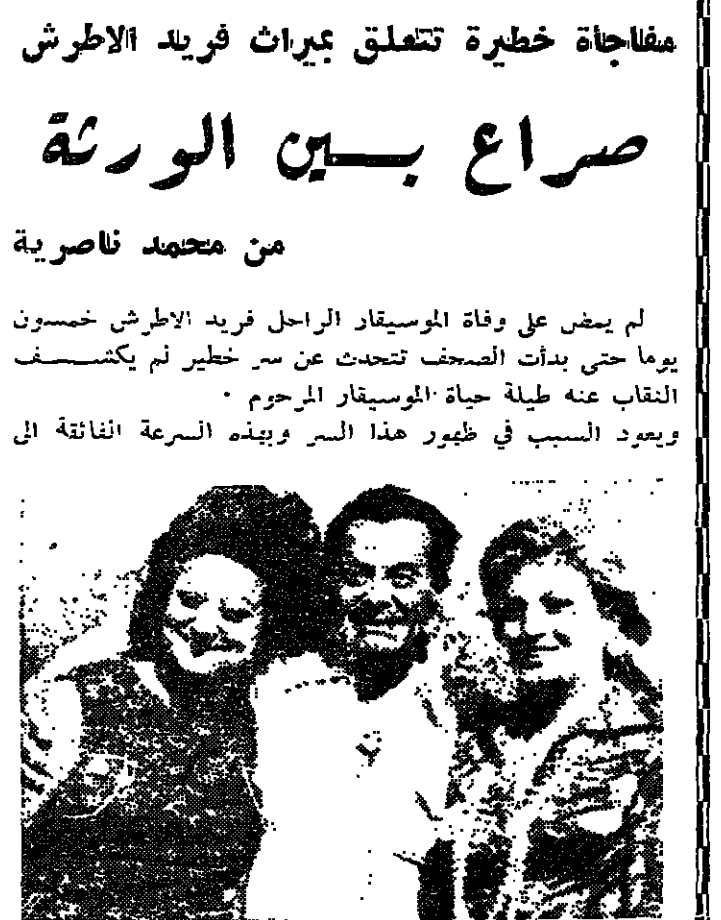 مفاجأة خطيرة تتعلق بميراث فريد الاطرش
صراع بين الورثة
من محمد ناصرية
لم يمض على وفاة الموسيقار الراحل فريد الاطرش خمسون
يوما حتى بدأت الصحف تتحدث عن سر خطير لم يكشف
النقاب عنه طيلة حياة الموسيقار المرحوم .
ويعود السبب في ظهور هذا السر وبهذه السرعة الفائقة الى